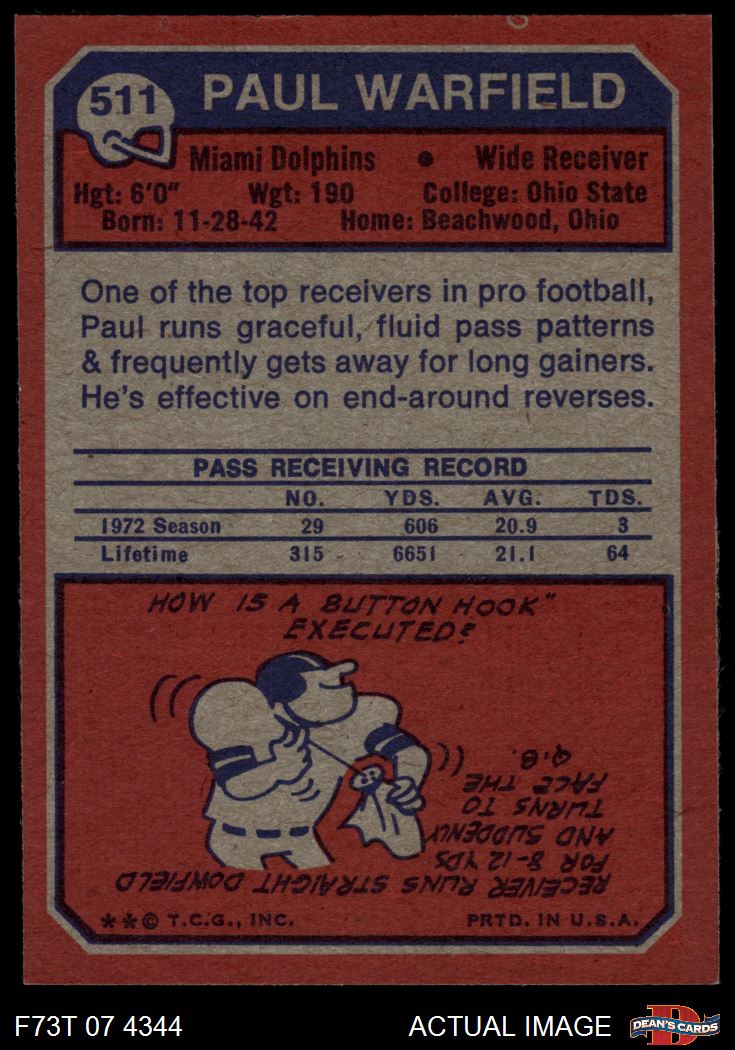 511
PAUL WARFIELD
Miami Dolphins • Wide Receiver
Hgt: 6'0" Wgt: 190 College: Ohio State
Born: 11-28-42 Home: Beachwood, Ohio
One of the top receivers in pro football,
Paul runs graceful, fluid pass patterns
& frequently gets away for long gainers.
He's effective on end-around reverses.
PASS RECEIVING RECORD
NO. YDS. AVG. TDS.
1972 Season 29 606 20.9 3
Lifetime 315 6651 21.1 64
HOW IS A BUTTON HOOK"
EXECUTED?
RECEIVER RUNS STRAIGHT DOWFIELD
FOR 8-12 YDS
AND SUDDENLY
TURNS TO
FACE THE
Q.B.
**© T.C.G., INC. PRTD. IN U.S.A.
F73T 07 4344 ACTUAL IMAGE DEAN'S CARDS